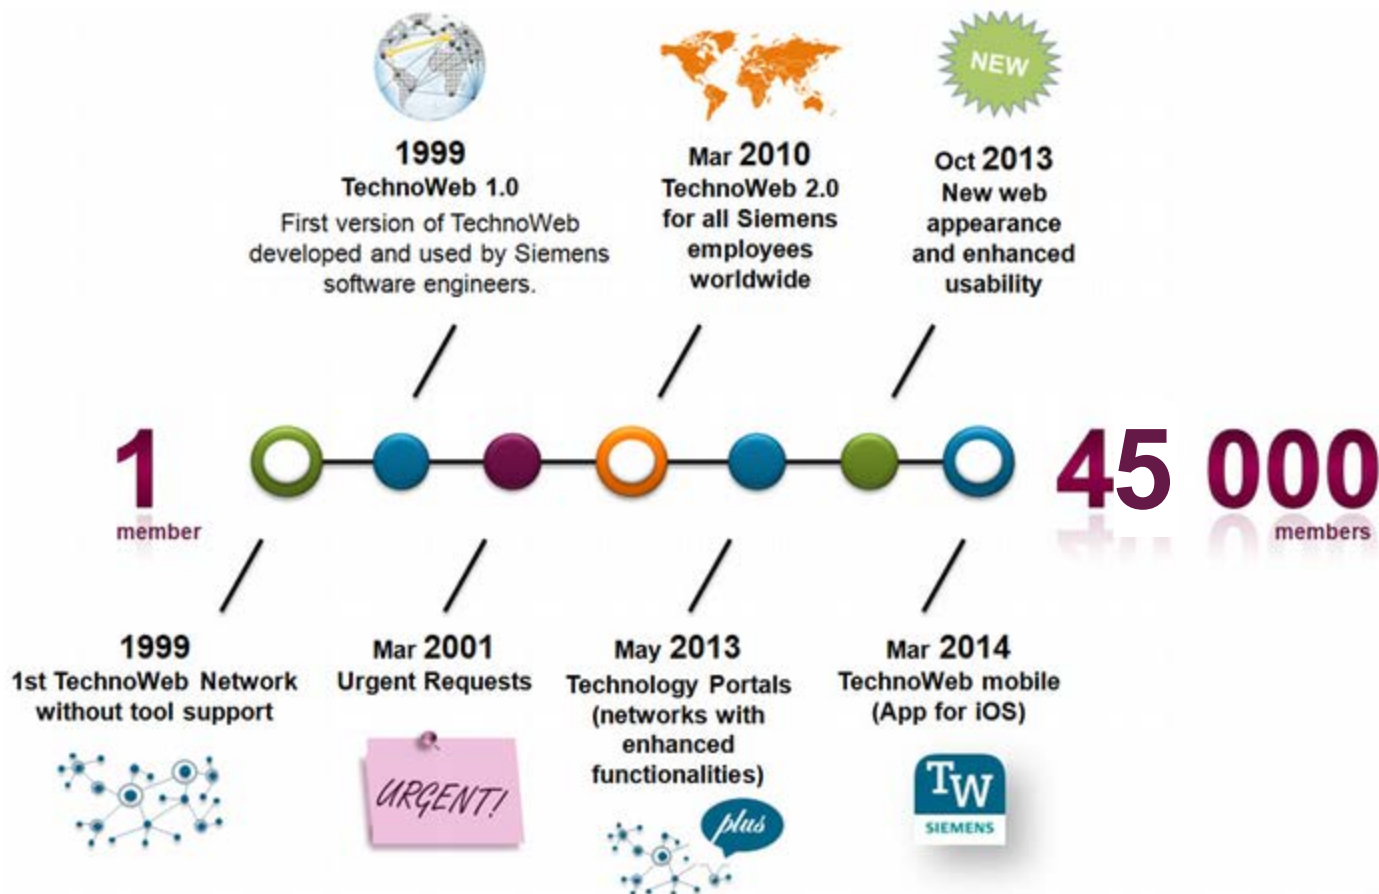 NEW
1999
TechnoWeb 1.0
First version of TechnoWeb
developed and used by Siemens
software engineers.
Mar 2010
TechnoWeb 2.0
for all Siemens
employees
worldwide
Oct 2013
New web
appearance
and enhanced
usability
1
member
45 000
members
1999
1st TechnoWeb Network
without tool support
Mar 2001
Urgent Requests
URGENT!
May 2013
Technology Portals
(networks with
enhanced
functionalities)
plus
Mar 2014
TechnoWeb mobile
(App for iOS)
TW
SIEMENS